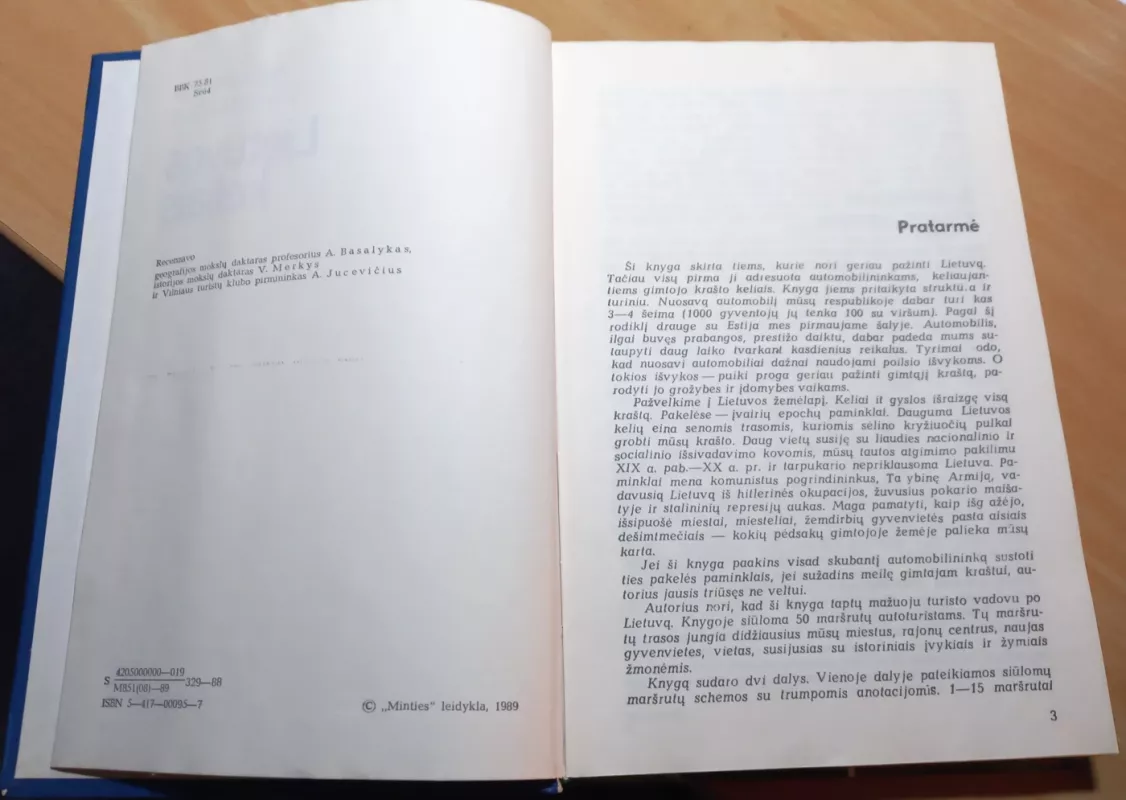 BBK 75.81
Se64
Recenzavo
geografijos mokslų daktaras profesorius A. Basalykas,
istorijos mokslų daktaras V. Merkys
ir Vilniaus turistų klubo pirmininkas A. Jucevičius
S 4205000000—019 329—88
M851(08)—89
ISBN 5—417—00095—7
© „Minties“ leidykla, 1989
Pratarmė
Ši knyga skirta tiems, kurie nori geriau pažinti Lietuvą.
Tačiau visų pirma ji adresuota automobilininkams, keliaujan-
tiems gimtojo krašto keliais. Knyga jiems pritaikyta struktu.a ir
turiniu. Nuosavą automobilį mūsų respublikoje dabar turi kas
3—4 šeima (1000 gyventojų jų tenka 100 su viršum). Pagal šį
rodiklį drauge su Estija mes pirmaujame šalyje. Automobilis,
ilgai buvęs prabangos, prestižo daiktu, dabar padeda mums su-
taupyti daug laiko tvarkant kasdienius reikalus. Tyrimai odo,
kad nuosavi automobiliai dažnai naudojami poilsio išvykoms. O
tokios išvykos — puiki proga geriau pažinti gimtąjį kraštą, pa-
rodyti jo grožybes ir įdomybes vaikams.
Pažvelkime į Lietuvos žemėlapį. Keliai it gyslos išraizgę visą
kraštą. Pakelėse — įvairių epochų paminklai. Dauguma Lietuvos
kelių eina senomis trasomis, kuriomis sėlino kryžiuočių pulkai
grobti mūsų krašto. Daug vietų susiję su liaudies nacionalinio ir
socialinio išsivadavimo kovomis, mūsų tautos atgimimo pakilimu
XIX a. pab.—XX a. pr. ir tarpukario nepriklausoma Lietuva. Pa-
minklai mena komunistus pogrindininkus, Ta ybinę Armiją, va-
davusią Lietuvą iš hitlerinės okupacijos, žuvusius pokario maiša-
tyje ir stalininių represijų aukas. Maga pamatyti, kaip išg ažėjo,
išsipuošė miestai, miesteliai, žemdirbių gyvenvietės pasta aisiais
dešimtmečiais — kokių pėdsakų gimtojoje žemėje palieka mūsų
karta.
Jei ši knyga paakins visad skubantį automobilininką sustoti
ties pakelės paminklais, jei sužadins meilę gimtajam kraštui, au-
torius jausis triūsęs ne veltui.
Autorius nori, kad ši knyga taptų mažuoju turisto vadovu po
Lietuvą. Knygoje siūloma 50 maršrutų autoturistams. Tų maršru-
tų trasos jungia didžiausius mūsų miestus, rajonų centrus, naujas
gyvenvietes, vietas, susijusias su istoriniais įvykiais ir žymiais
žmonėmis.
Knygą sudaro dvi dalys. Vienoje dalyje pateikiamos siūlomų
maršrutų schemos su trumpomis anotacijomis. 1—15 maršrutai
3